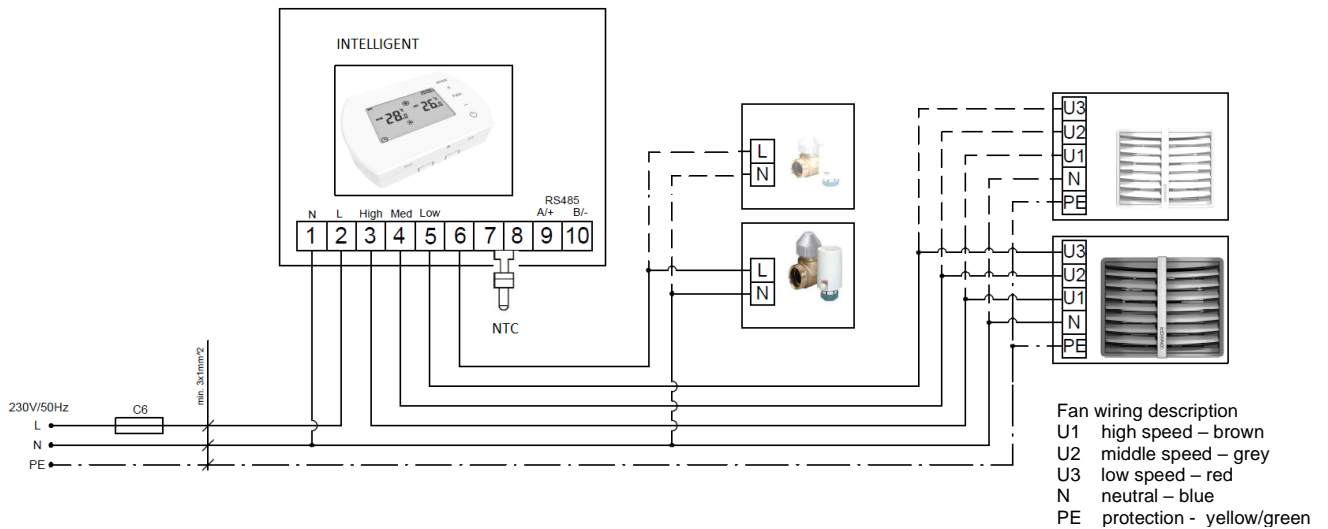 INTELLIGENT
MODE
+
FAN
-
28.0
26.0
N L High Med Low
RS485
A/+ B/-
1 2 3 4 5 6 7 8 9 10
NTC
L
N
L
N
U3
U2
U1
N
PE
U3
U2
U1
N
PE
min. 3x1mm^2
230V/50Hz
C6
L
N
PE
Fan wiring description
U1 high speed – brown
U2 middle speed – grey
U3 low speed – red
N neutral – blue
PE protection - yellow/green